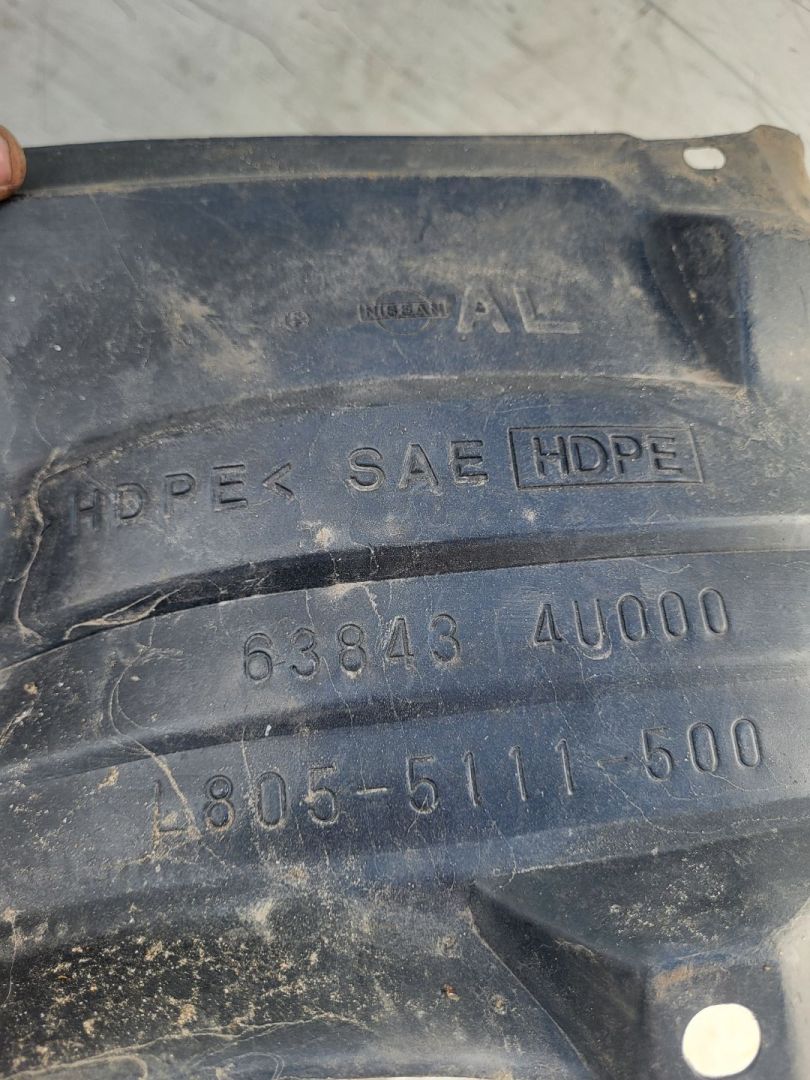 NISSAN AL
HDPE< SAE HDPE
63843 4U000
L805-5111-500